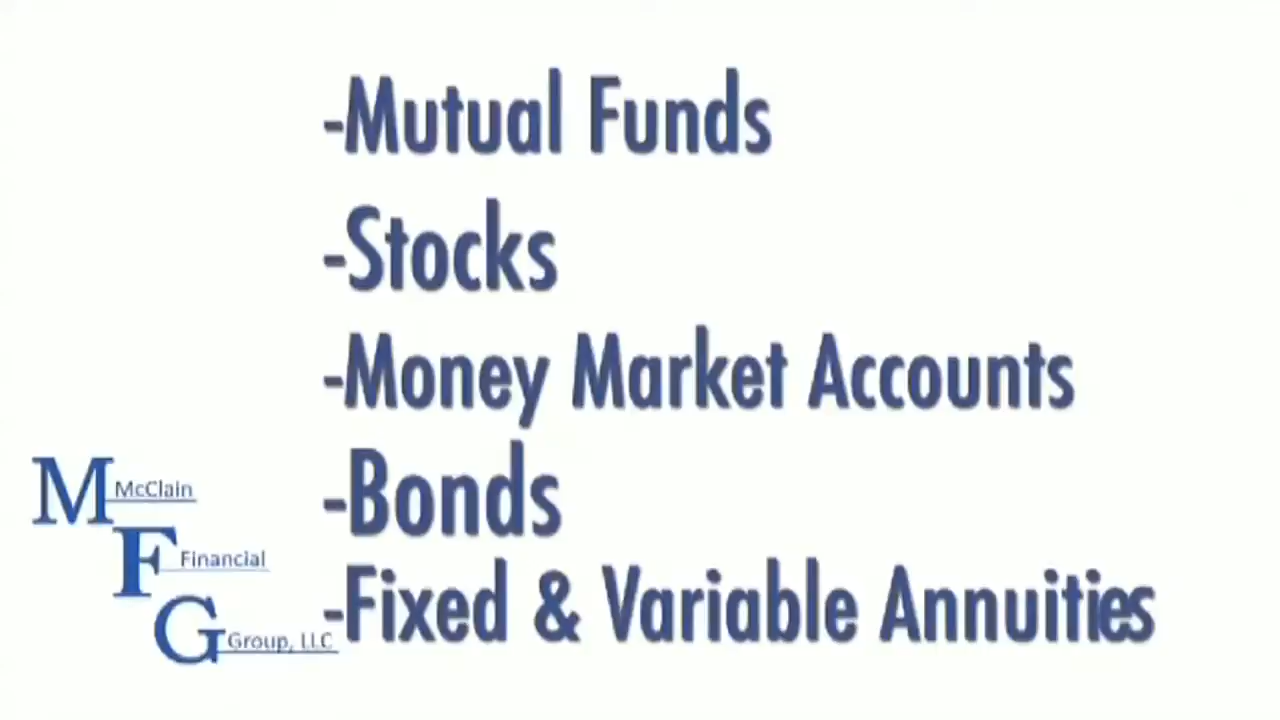 -Mutual Funds
-Stocks
-Money Market Accounts
-Bonds
-Fixed & Variable Annuities
M McClain
F Financial
G Group, LLC